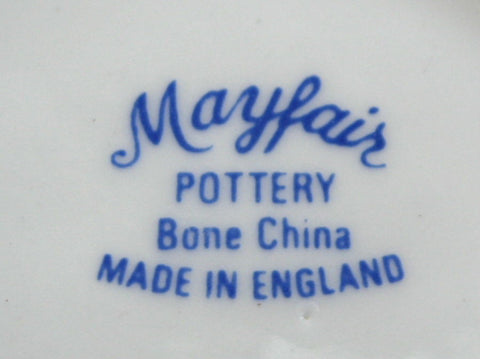 Mayfair
POTTERY
Bone China
MADE IN ENGLAND